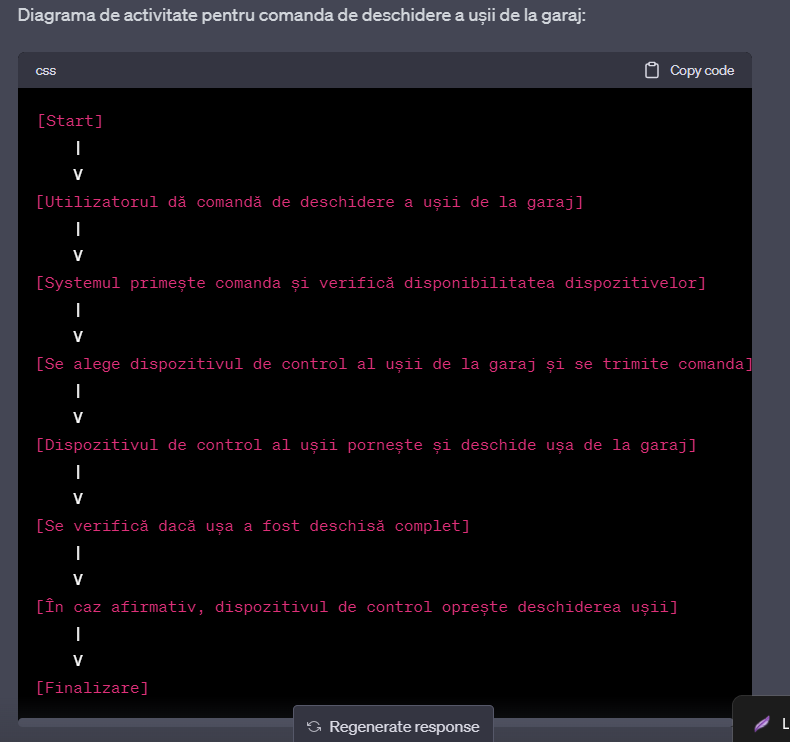 Diagrama de activitate pentru comanda de deschidere a ușii de la garaj:
css
Copy code
[Start]
|
V
[Utilizatorul dă comandă de deschidere a ușii de la garaj]
|
V
[Systemul primește comanda și verifică disponibilitatea dispozitivelor]
|
V
[Se alege dispozitivul de control al ușii de la garaj și se trimite comanda]
|
V
[Dispozitivul de control al ușii pornește și deschide ușa de la garaj]
|
V
[Se verifică dacă ușa a fost deschisă complet]
|
V
[În caz afirmativ, dispozitivul de control oprește deschiderea ușii]
|
V
[Finalizare]
Regenerate response